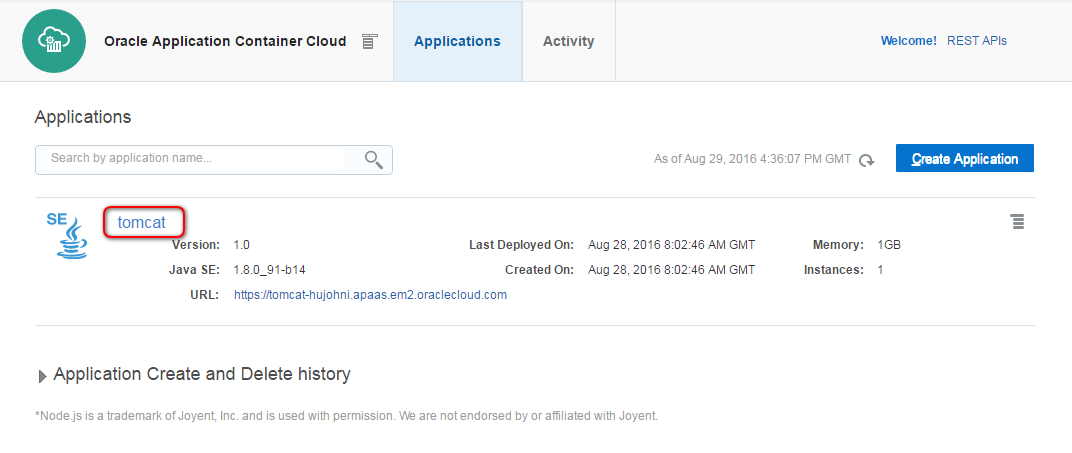 Oracle Application Container Cloud Applications Activity Welcome! REST APIs
Applications
Search by application name... As of Aug 29, 2016 4:36:07 PM GMT Create Application
SE tomcat
Version: 1.0 Last Deployed On: Aug 28, 2016 8:02:46 AM GMT Memory: 1GB
Java SE: 1.8.0_91-b14 Created On: Aug 28, 2016 8:02:46 AM GMT Instances: 1
URL: https://tomcat-hujohni.apaas.em2.oraclecloud.com
Application Create and Delete history
*Node.js is a trademark of Joyent, Inc. and is used with permission. We are not endorsed by or affiliated with Joyent.